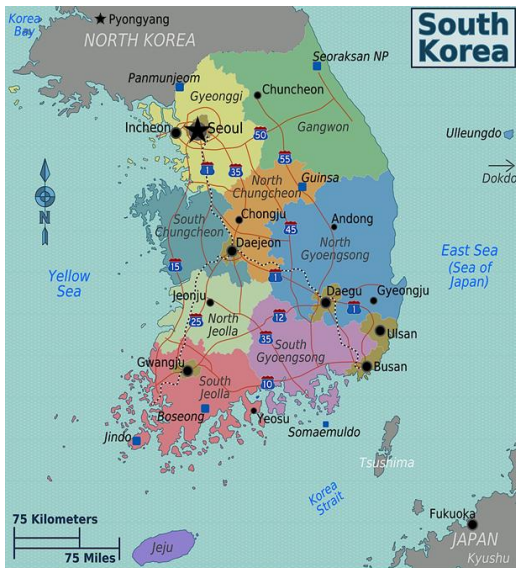 Korea
Bay
Pyongyang
NORTH KOREA
South
Korea
Panmunjeom
Seoraksan NP
Gyeonggi
Chuncheon
Gangwon
Incheon
Seoul
50
Ulleungdo
1
35
55
Dokdo
North
Chungcheon
Guinsa
N
South
Chungcheon
Chongju
45
Andong
Daejeon
North
Gyeongsong
15
East Sea
(Sea of
Japan)
Yellow
Sea
1
Jeonju
Daegu
Gyeongju
1
25
North
Jeolla
12
35
South
Gyoengsong
Ulsan
Gwangju
Busan
South
Jeolla
10
Boseong
Yeosu
Somaemuldo
Jindo
Tsushima
Korea
Strait
75 Kilometers
75 Miles
Jeju
Fukuoka
JAPAN
Kyushu